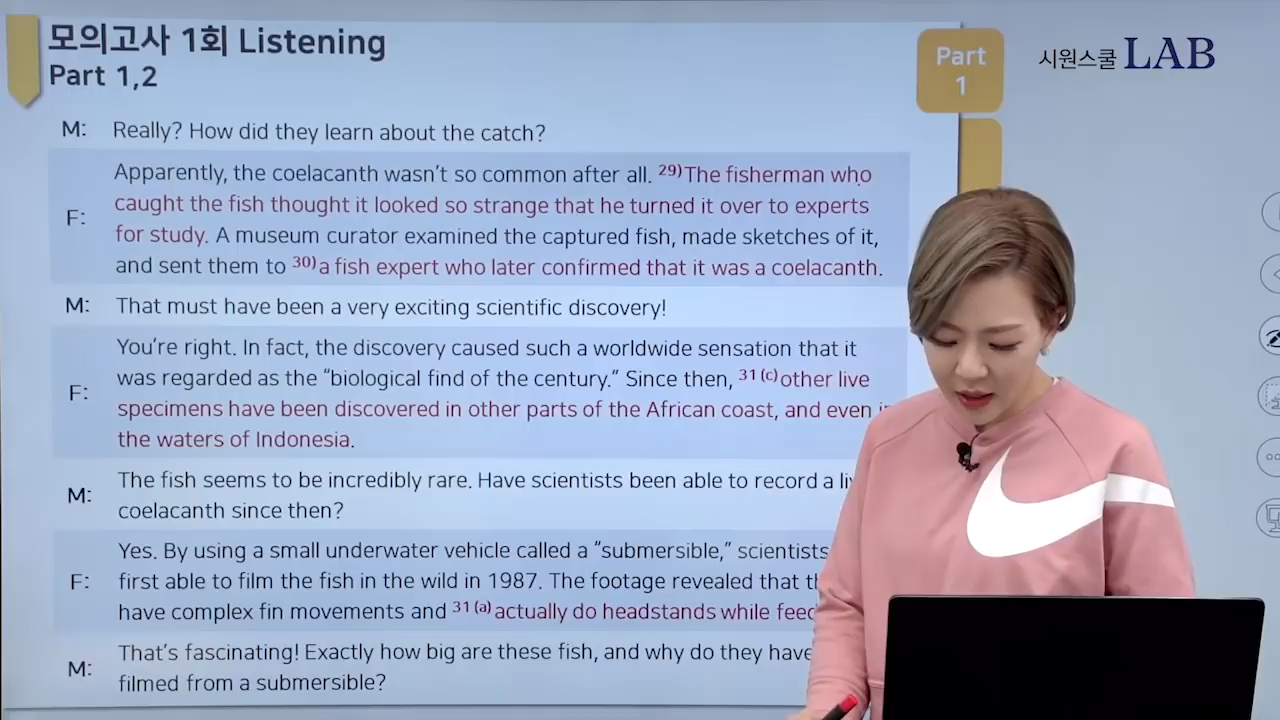 모의고사 1회 Listening
Part 1,2
Part
1
시원스쿨 LAB
M: Really? How did they learn about the catch?
Apparently, the coelacanth wasn't so common after all. 29)The fisherman who
caught the fish thought it looked so strange that he turned it over to experts
F: for study. A museum curator examined the captured fish, made sketches of it,
and sent them to 30)a fish expert who later confirmed that it was a coelacanth.
M: That must have been a very exciting scientific discovery!
You're right. In fact, the discovery caused such a worldwide sensation that it
was regarded as the "biological find of the century." Since then, 31(c)other live
F: specimens have been discovered in other parts of the African coast, and even
the waters of Indonesia.
The fish seems to be incredibly rare. Have scientists been able to record a
M: coelacanth since then?
Yes. By using a small underwater vehicle called a "submersible," scientists
F: first able to film the fish in the wild in 1987. The footage revealed that
have complex fin movements and 31(a)actually do headstands while
That's fascinating! Exactly how big are these fish, and why do they have
M: filmed from a submersible?